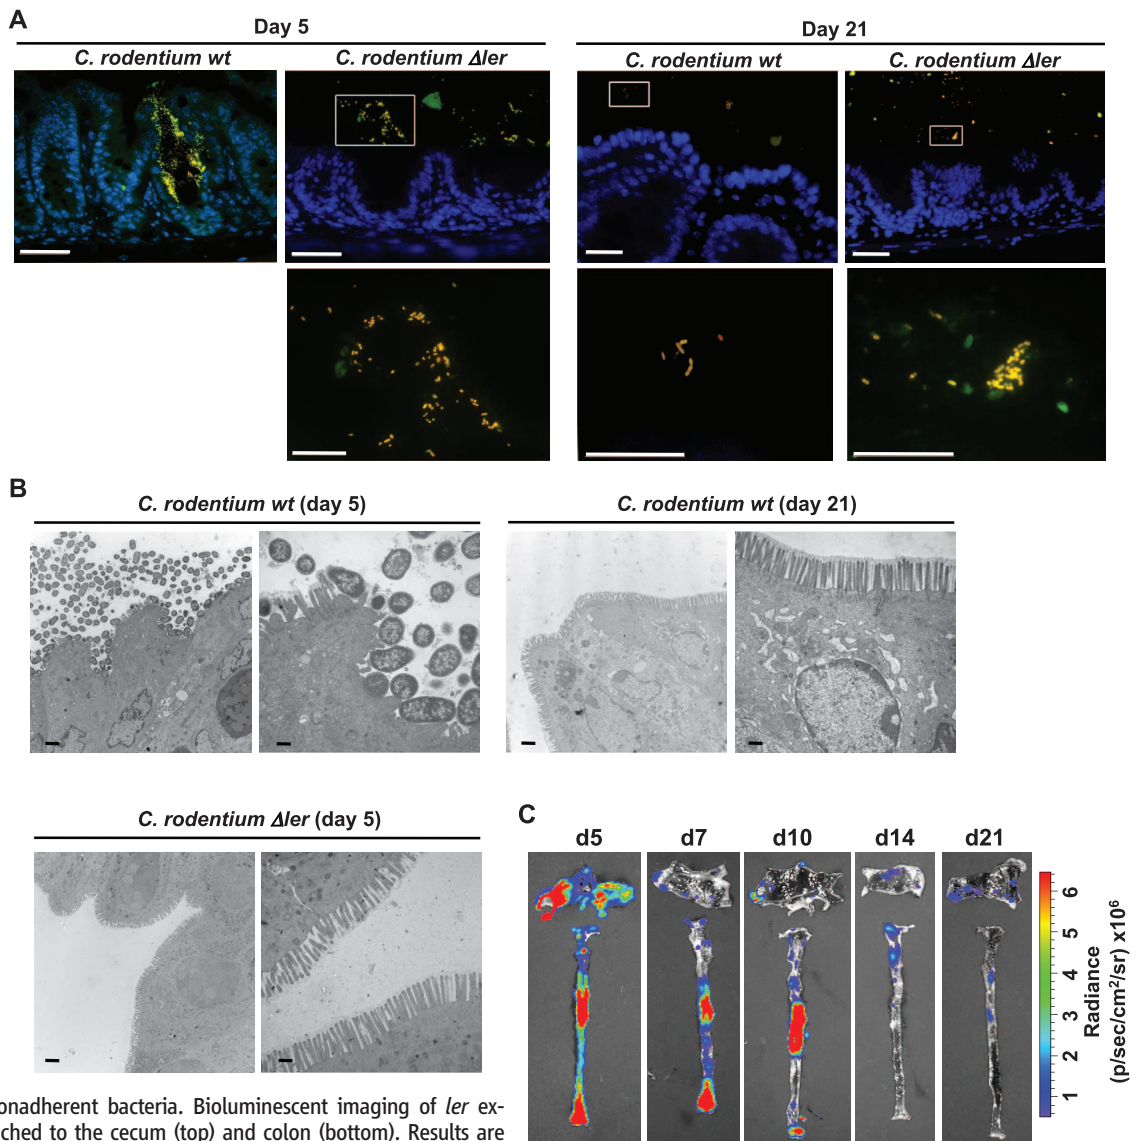 A
Day 5
Day 21
C. rodentium wt
C. rodentium Δler
C. rodentium wt
C. rodentium Δler
B
C. rodentium wt (day 5)
C. rodentium wt (day 21)
C. rodentium Δler (day 5)
C
d5
d7
d10
d14
d21
6
5
4
3
2
1
Radiance
(p/sec/cm²/sr) x10⁶
onadherent bacteria. Bioluminescent imaging of ler ex-
ched to the cecum (top) and colon (bottom). Results are